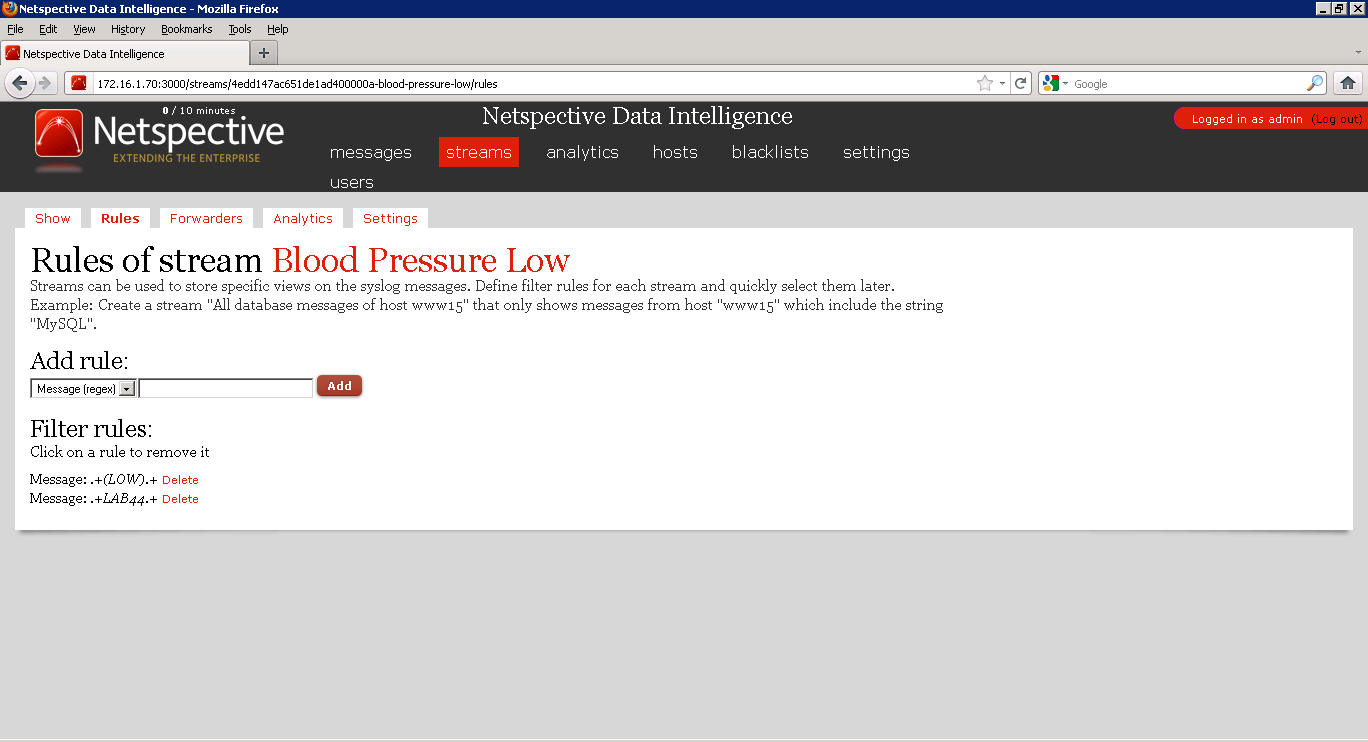 Netspective Data Intelligence - Mozilla Firefox
File Edit View History Bookmarks Tools Help
Netspective Data Intelligence
172.16.1.70:3000/streams/4edd147ac651de1ad400000a-blood-pressure-low/rules
Google
0 / 10 minutes
Netspective
EXTENDING THE ENTERPRISE
Netspective Data Intelligence
Logged in as admin (Log out)
messages streams analytics hosts blacklists settings
users
Show Rules Forwarders Analytics Settings
Rules of stream Blood Pressure Low
Streams can be used to store specific views on the syslog messages. Define filter rules for each stream and quickly select them later.
Example: Create a stream "All database messages of host www15" that only shows messages from host "www15" which include the string
"MySQL".
Add rule:
Message (regex) Add
Filter rules:
Click on a rule to remove it
Message: .+(LOW).+ Delete
Message: .+LAB44.+ Delete